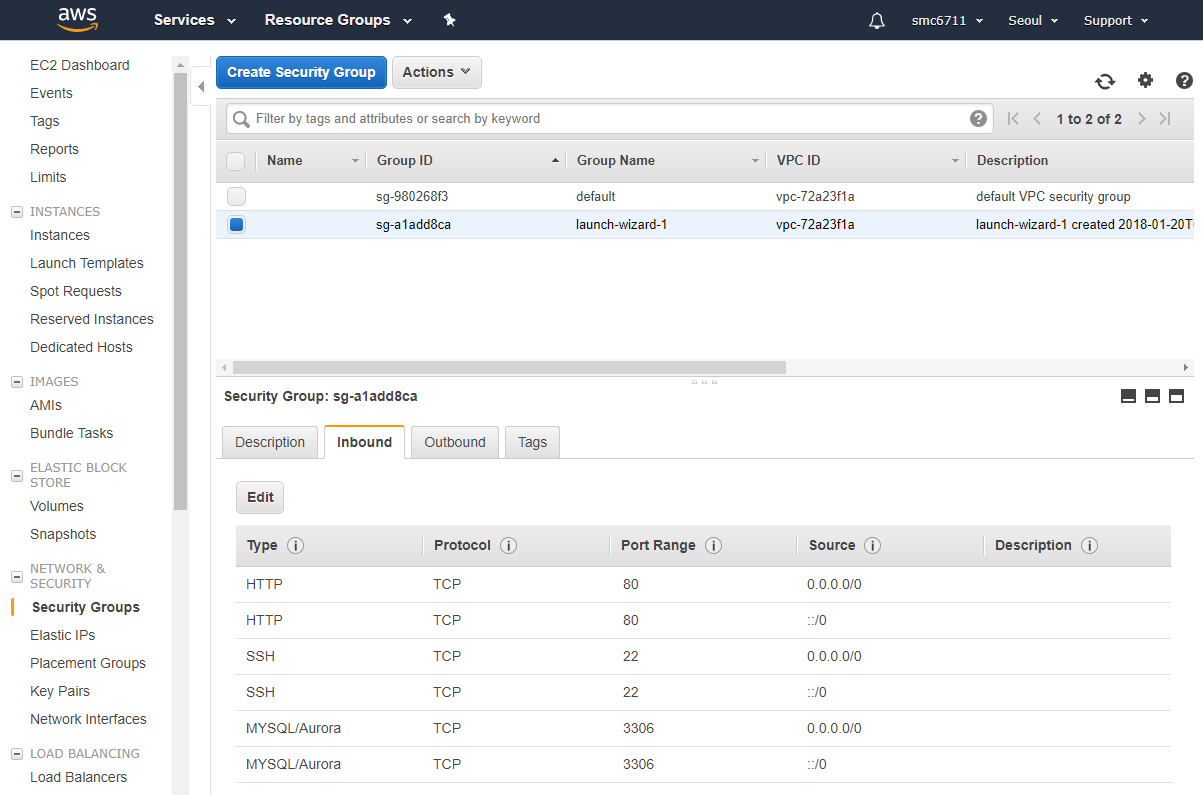 aws Services Resource Groups smc6711 Seoul Support
EC2 Dashboard
Events
Tags
Reports
Limits
INSTANCES
Instances
Launch Templates
Spot Requests
Reserved Instances
Dedicated Hosts
IMAGES
AMIs
Bundle Tasks
ELASTIC BLOCK
STORE
Volumes
Snapshots
NETWORK &
SECURITY
Security Groups
Elastic IPs
Placement Groups
Key Pairs
Network Interfaces
LOAD BALANCING
Load Balancers
Create Security Group Actions
Filter by tags and attributes or search by keyword 1 to 2 of 2
Name Group ID Group Name VPC ID Description
sg-980268f3 default vpc-72a23f1a default VPC security group
sg-a1add8ca launch-wizard-1 vpc-72a23f1a launch-wizard-1 created 2018-01-20T
Security Group: sg-a1add8ca
Description Inbound Outbound Tags
Edit
Type Protocol Port Range Source Description
HTTP TCP 80 0.0.0.0/0
HTTP TCP 80 ::/0
SSH TCP 22 0.0.0.0/0
SSH TCP 22 ::/0
MYSQL/Aurora TCP 3306 0.0.0.0/0
MYSQL/Aurora TCP 3306 ::/0